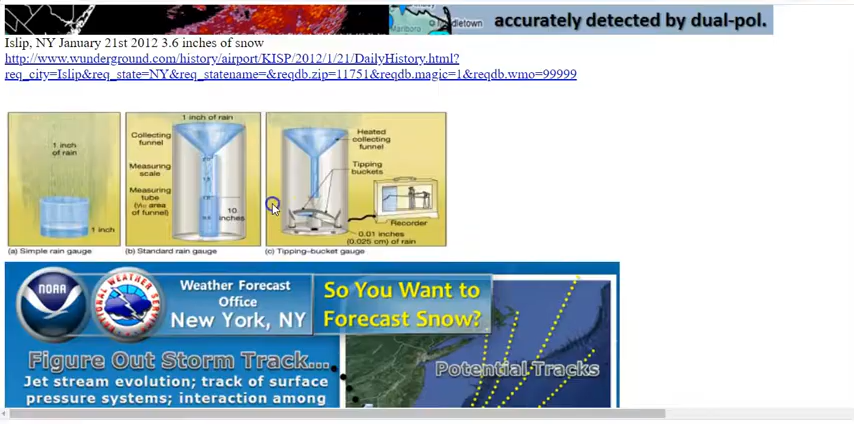 Middletown
Marlboro
accurately detected by dual-pol.
Islip, NY January 21st 2012 3.6 inches of snow
http://www.wunderground.com/history/airport/KISP/2012/1/21/DailyHistory.html?
req_city=Islip&req_state=NY&req_statename=&reqdb.zip=11751&reqdb.magic=1&reqdb.wmo=99999
1 inch
of rain
1 inch
(a) Simple rain gauge
1 inch of rain
Collecting
funnel
Measuring
scale
Measuring
tube
(1/10 area
of funnel)
10
inches
(b) Standard rain gauge
Heated
collecting
funnel
Tipping
buckets
Recorder
0.01 inches
(0.025 cm) of rain
(c) Tipping-bucket gauge
NOAA
Weather Forecast
Office
New York, NY
So You Want to
Forecast Snow?
Figure Out Storm Track...
Jet stream evolution; track of surface
pressure systems; interaction among
Potential Tracks